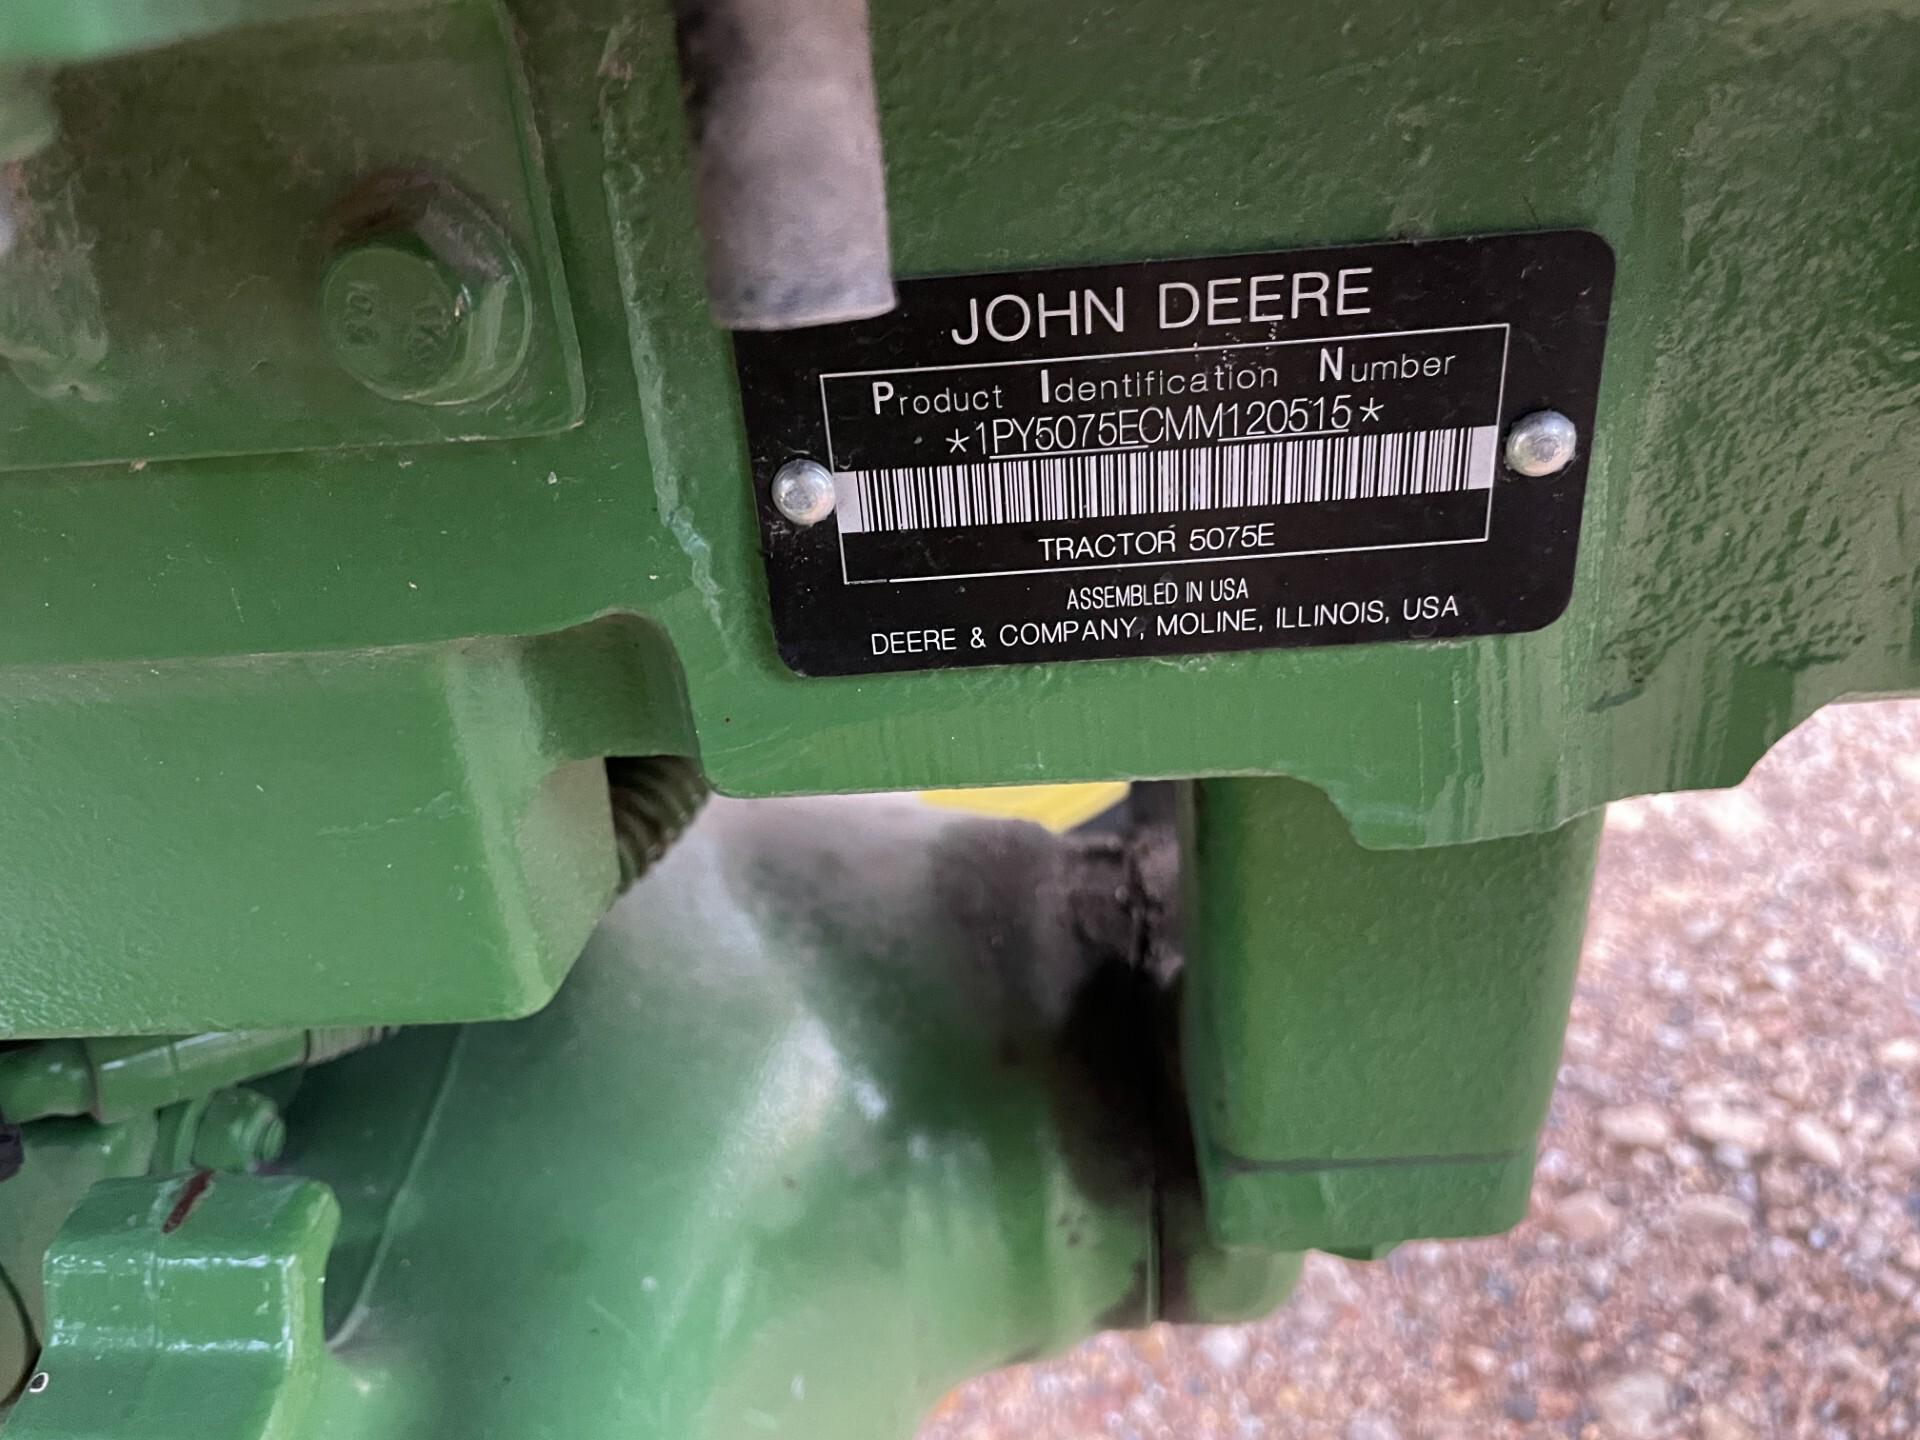 JOHN DEERE
Product Identification Number
*1PY5075ECMM120515*
TRACTOR 5075E
ASSEMBLED IN USA
DEERE & COMPANY, MOLINE, ILLINOIS, USA